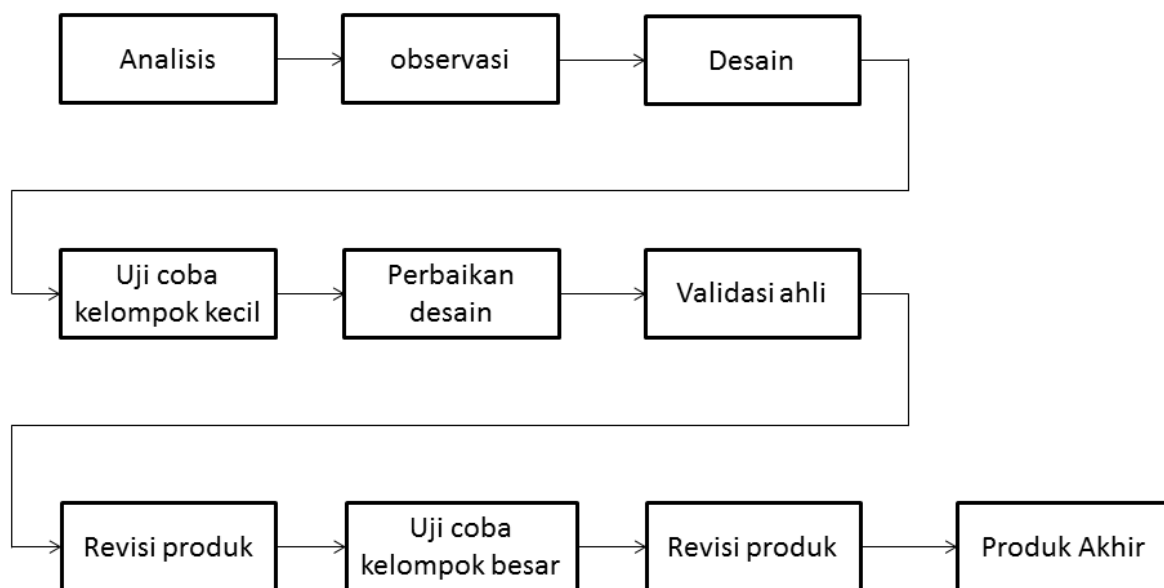 Analisis
observasi
Desain
Uji coba
kelompok kecil
Perbaikan
desain
Validasi ahli
Revisi produk
Uji coba
kelompok besar
Revisi produk
Produk Akhir